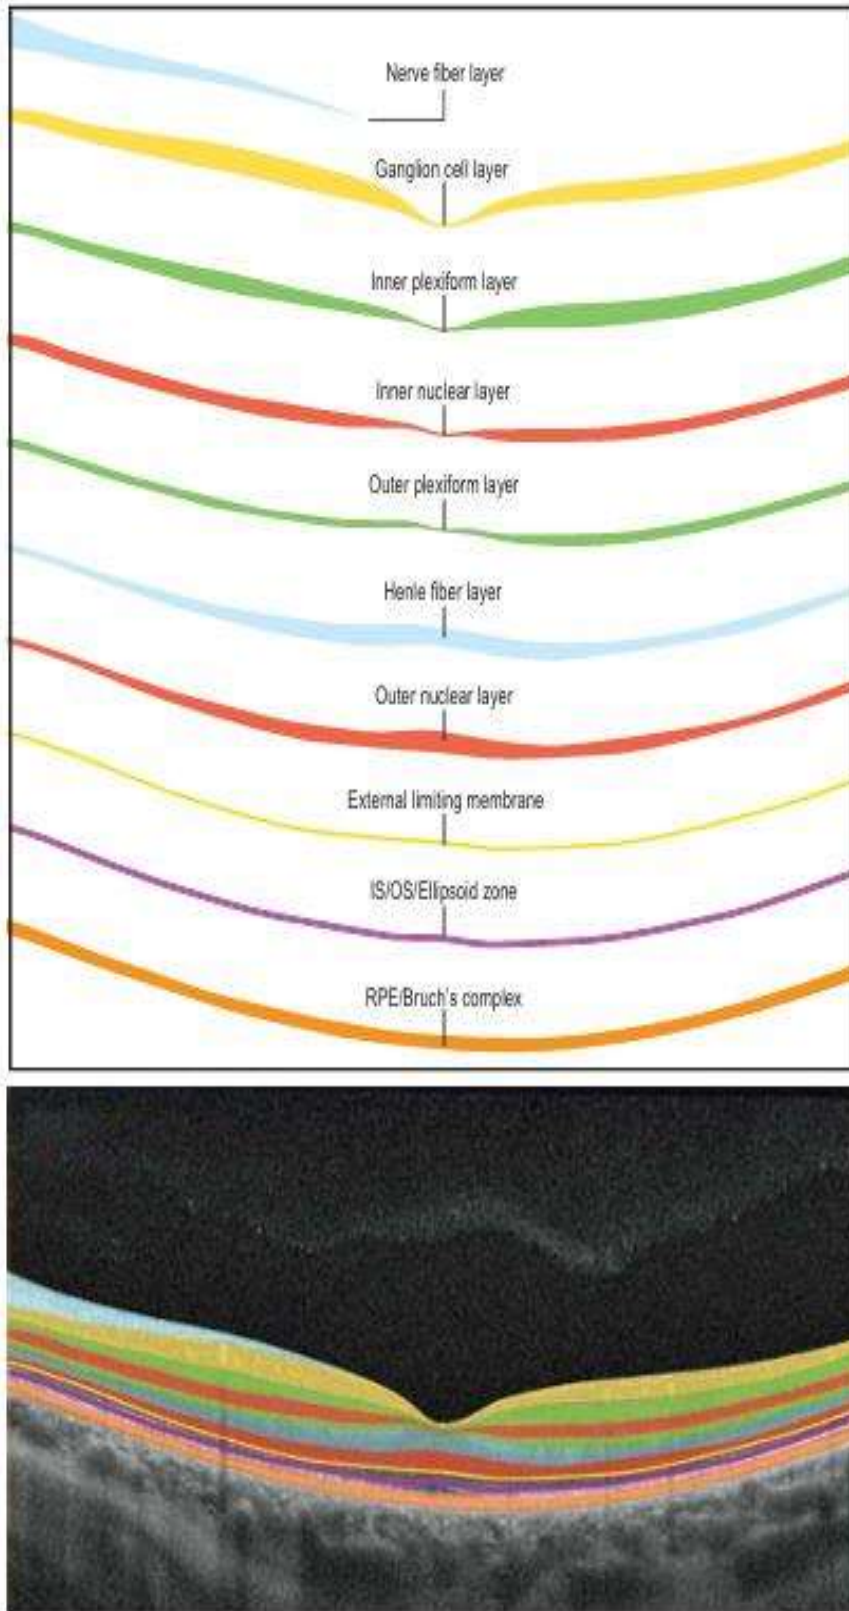 Nerve fiber layer
Ganglion cell layer
Inner plexiform layer
Inner nuclear layer
Outer plexiform layer
Henle fiber layer
Outer nuclear layer
External limiting membrane
IS/OS/Ellipsoid zone
RPE/Bruch's complex